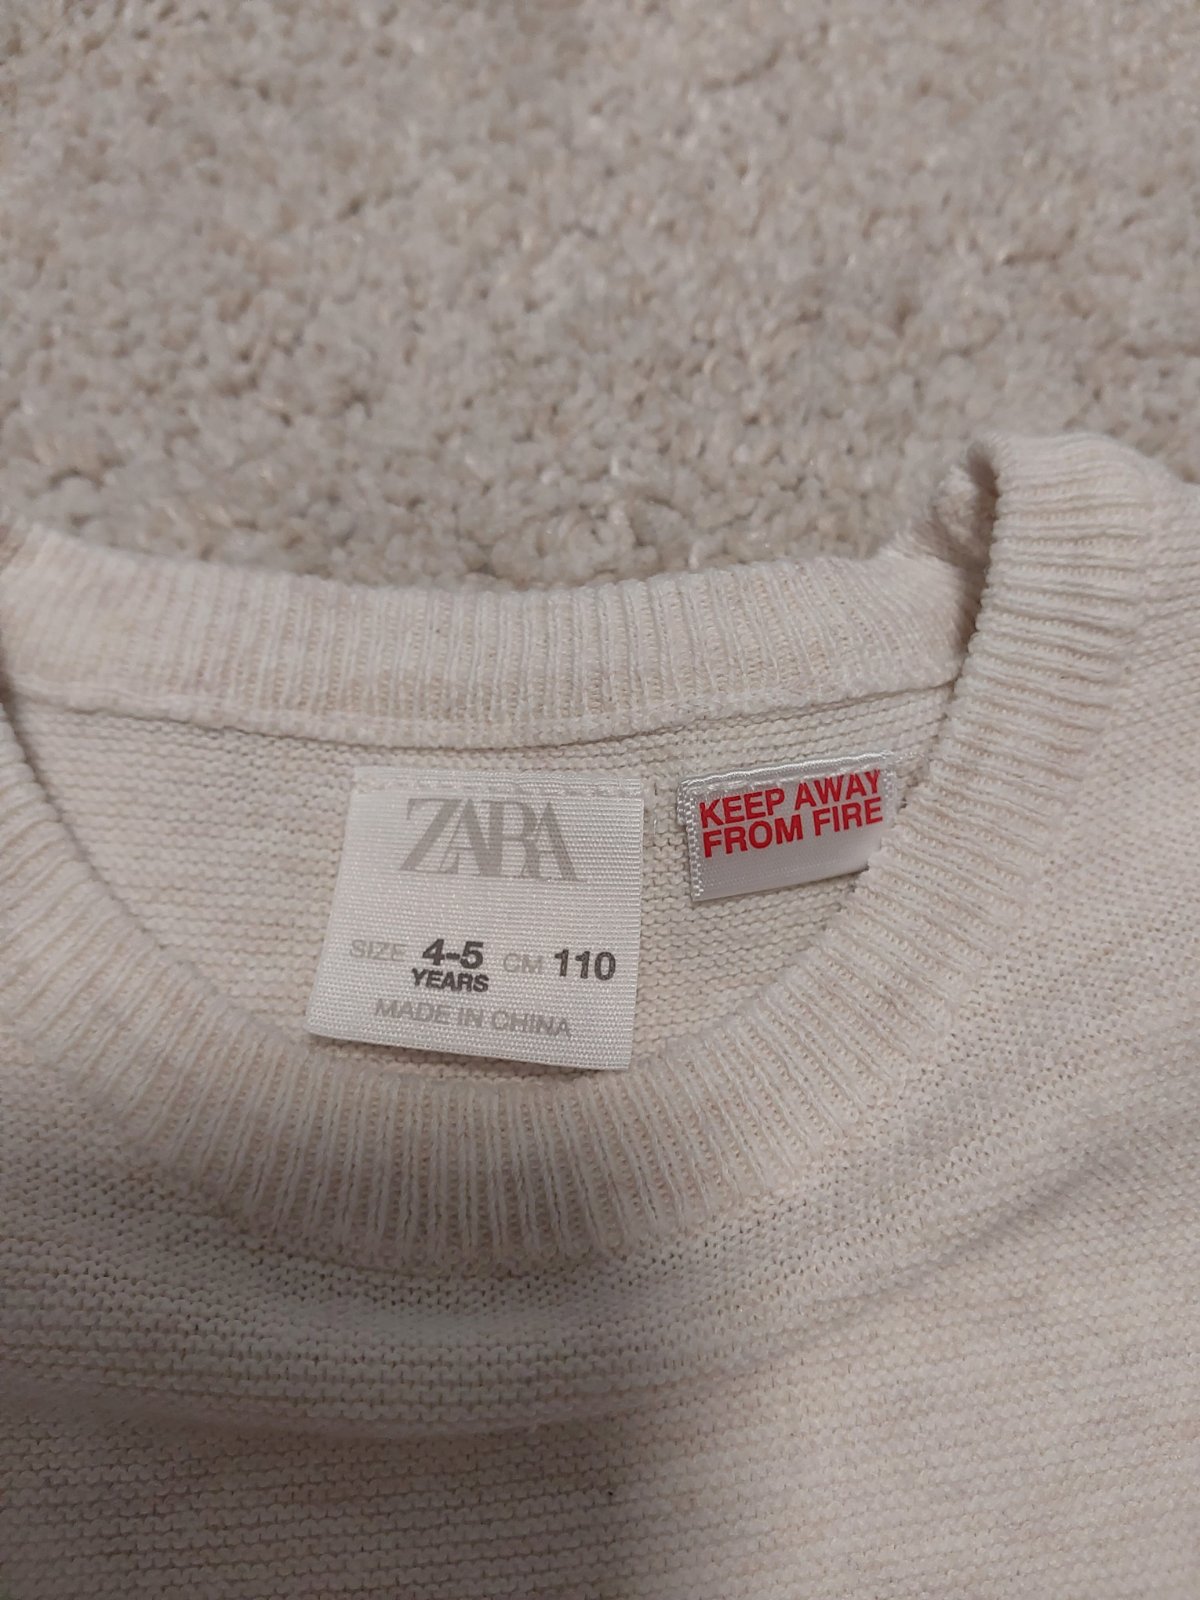 ZARA
SIZE 4-5 YEARS CM 110
MADE IN CHINA
KEEP AWAY
FROM FIRE